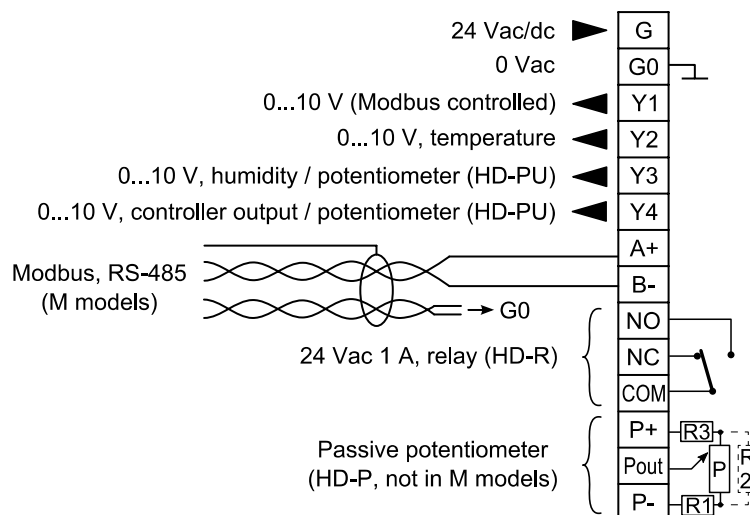 24 Vac/dc G
0 Vac G0
0...10 V (Modbus controlled) Y1
0...10 V, temperature Y2
0...10 V, humidity / potentiometer (HD-PU) Y3
0...10 V, controller output / potentiometer (HD-PU) Y4
A+
Modbus, RS-485
(M models)
B-
G0
NO
24 Vac 1 A, relay (HD-R) NC
COM
P+ R3
Passive potentiometer
(HD-P, not in M models)
Pout P R
2
P- R1